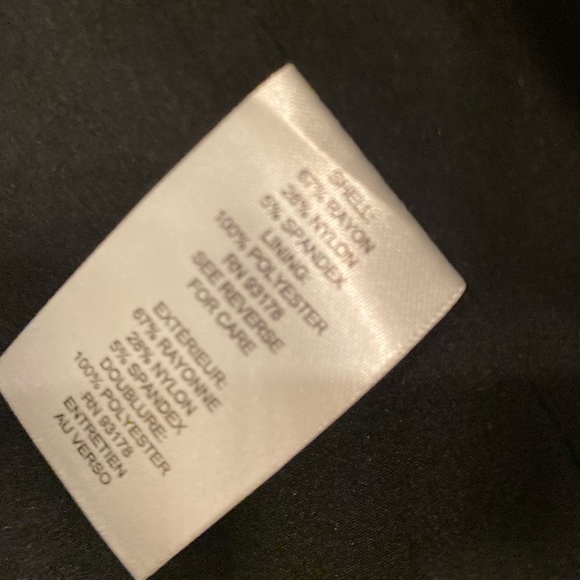 SHELL:
67% RAYON
28% NYLON
5% SPANDEX
LINING:
100% POLYESTER
RN 93178
SEE REVERSE
FOR CARE
EXTÉRIEUR:
67% RAYONNE
28% NYLON
5% SPANDEX
DOUBLURE:
100% POLYESTER
RN 93178
ENTRETIEN
AU VERSO